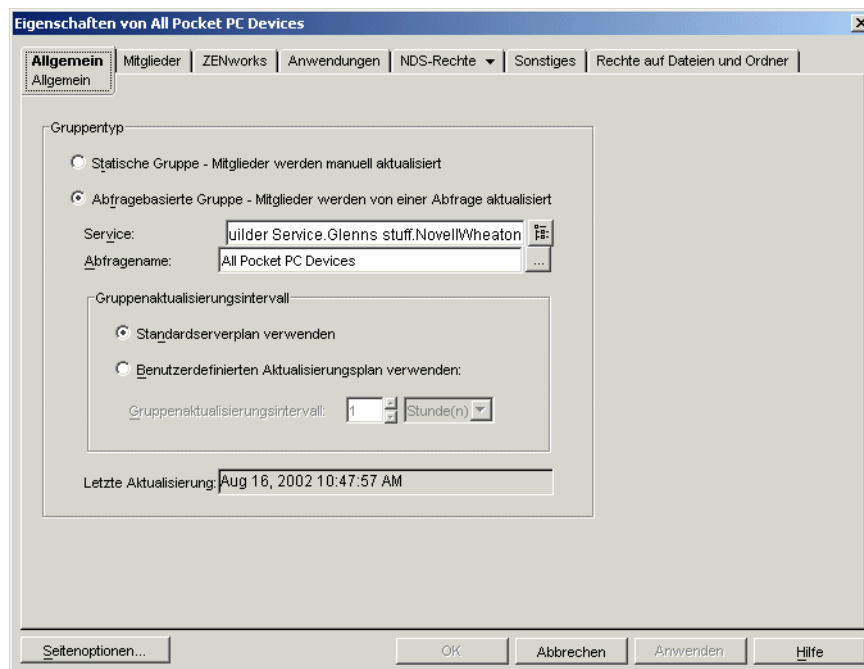 Eigenschaften von All Pocket PC Devices
Allgemein Mitglieder ZENworks Anwendungen NDS-Rechte Sonstiges Rechte auf Dateien und Ordner
Allgemein
Gruppentyp
Statische Gruppe - Mitglieder werden manuell aktualisiert
Abfragebasierte Gruppe - Mitglieder werden von einer Abfrage aktualisiert
Service: uilder Service.Glenns stuff.NovellWheaton
Abfragename: All Pocket PC Devices ...
Gruppenaktualisierungsintervall
Standardserverplan verwenden
Benutzerdefinierten Aktualisierungsplan verwenden:
Gruppenaktualisierungsintervall: 1 Stunde(n)
Letzte Aktualisierung: Aug 16, 2002 10:47:57 AM
Seitenoptionen... OK Abbrechen Anwenden Hilfe